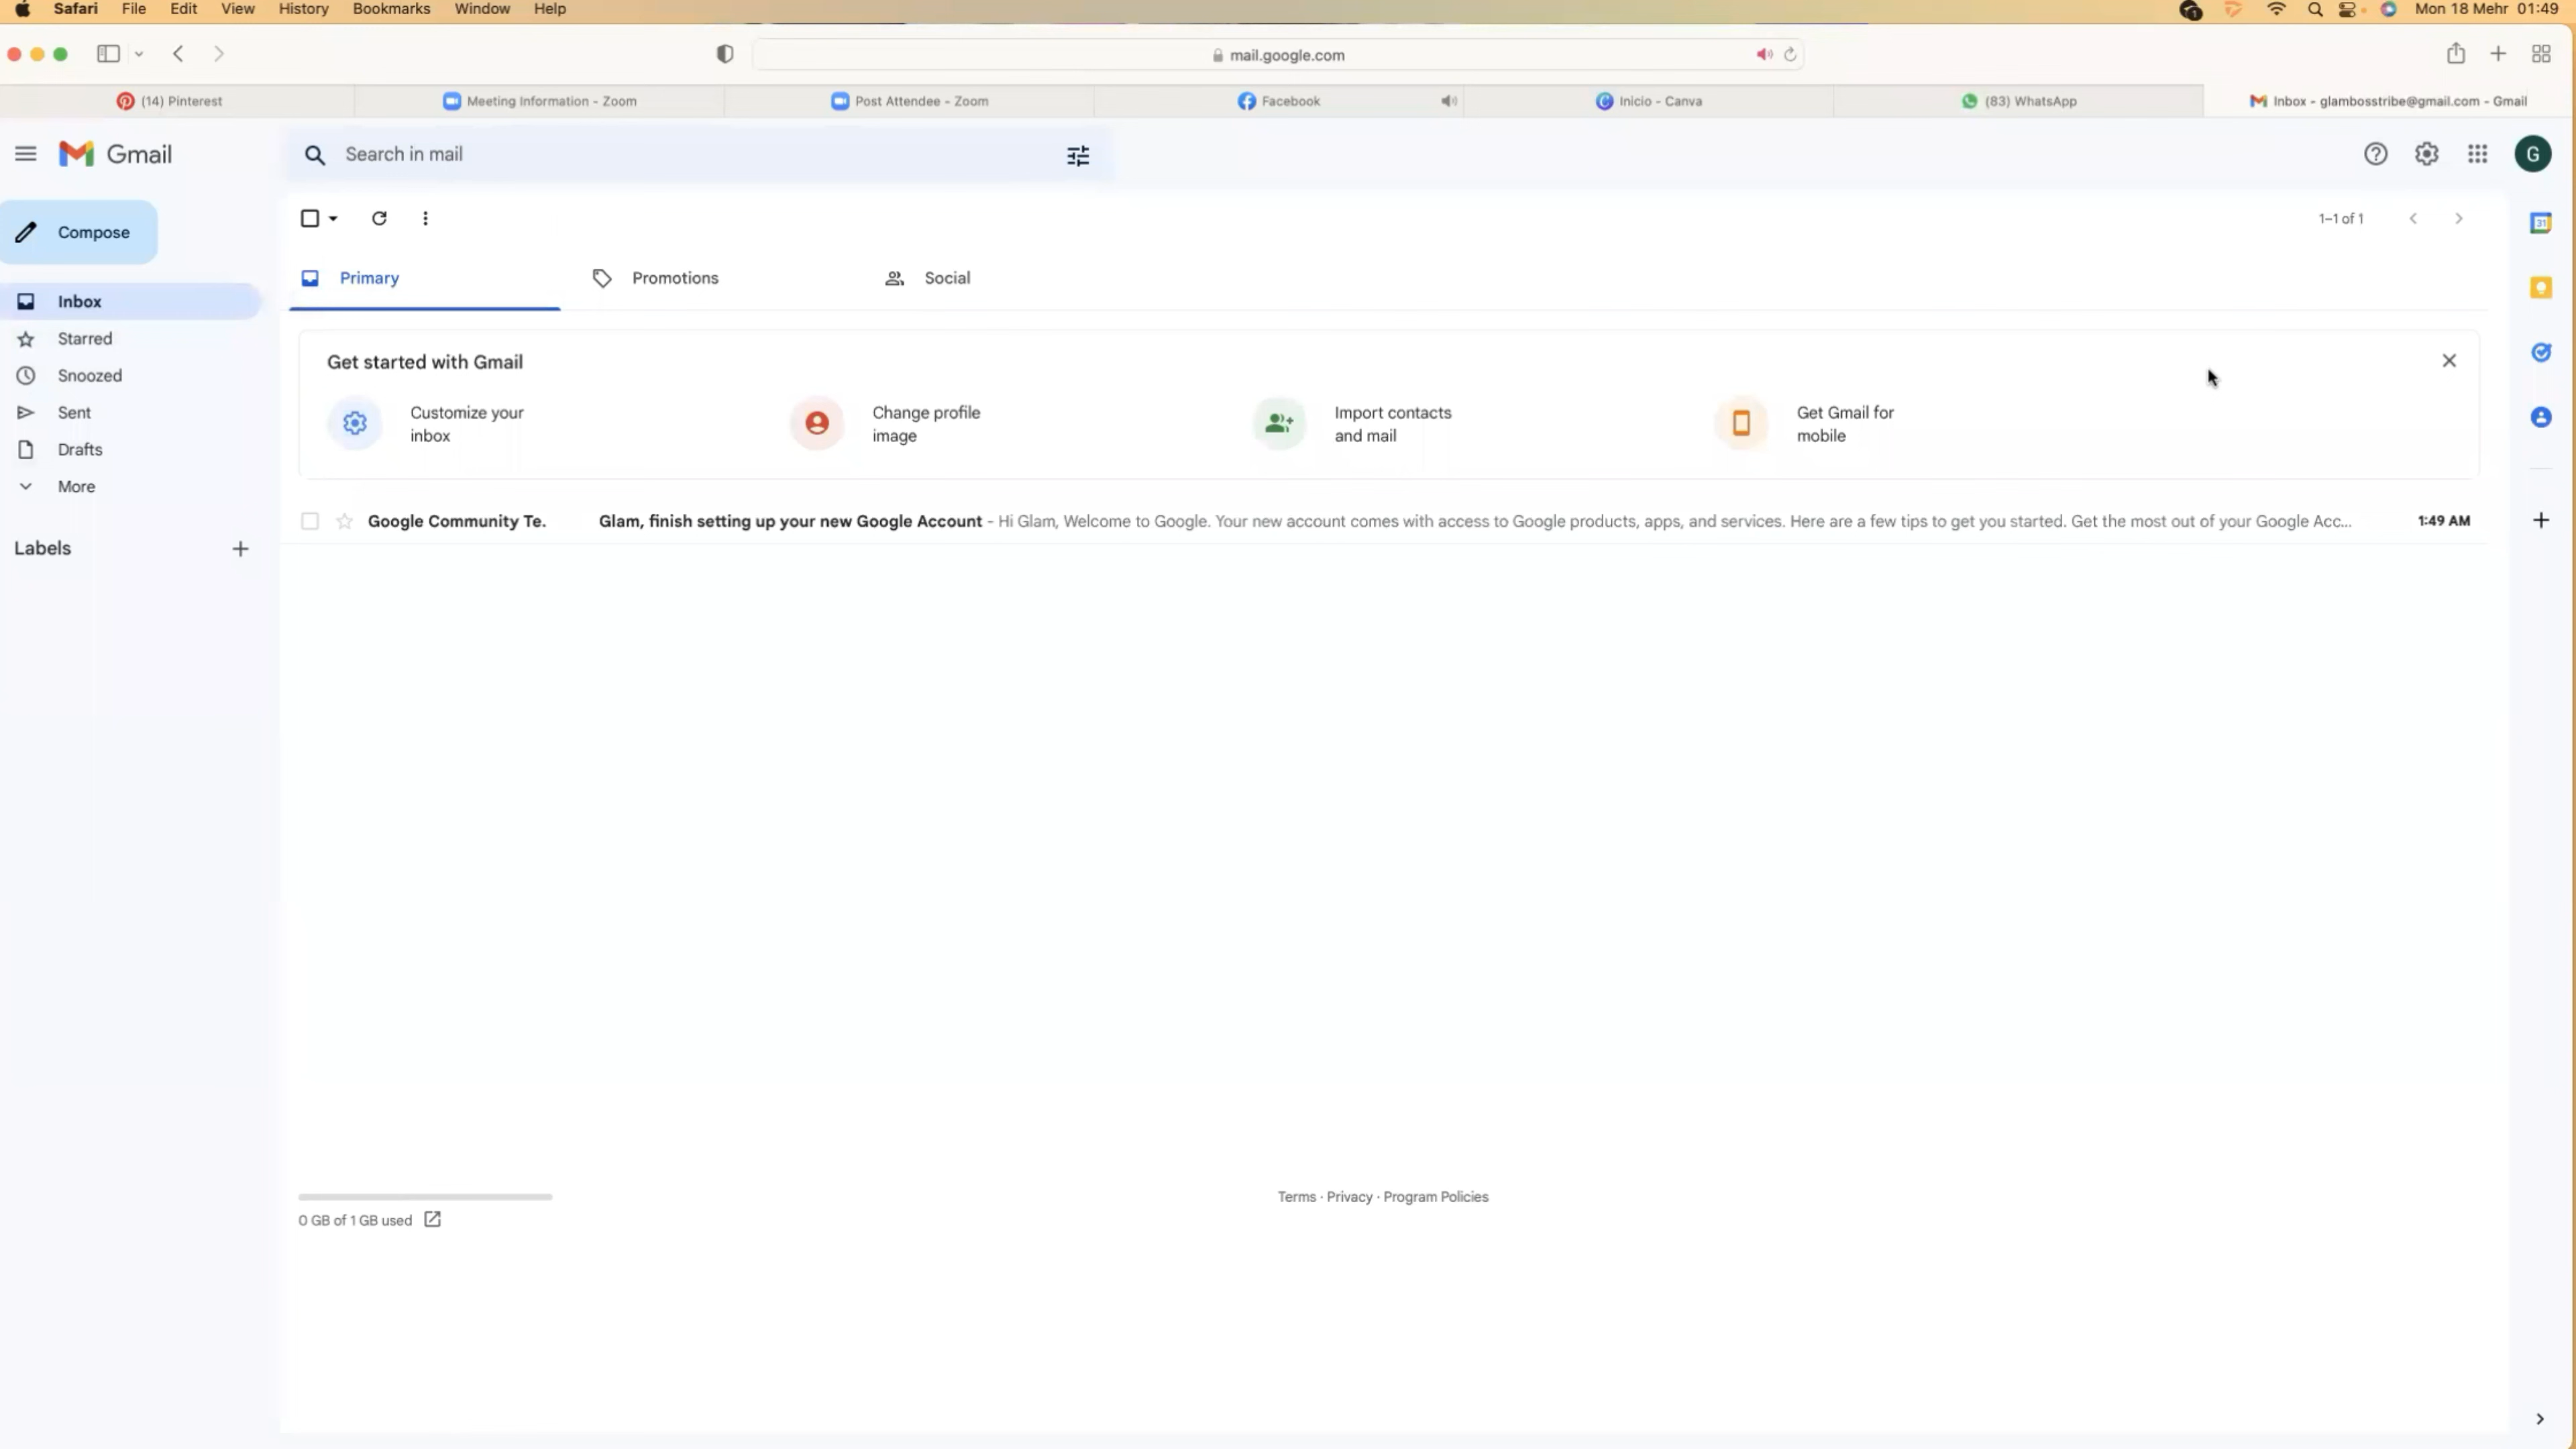 Safari File Edit View History Bookmarks Window Help
Mon 18 Mehr 01:49
mail.google.com
(14) Pinterest
Meeting Information - Zoom
Post Attendee - Zoom
Facebook
Inicio - Canva
(83) WhatsApp
Inbox - glambosstribe@gmail.com - Gmail
Gmail
Search in mail
G
Compose
1–1 of 1
31
Primary
Promotions
Social
Inbox
Starred
Snoozed
Sent
Drafts
More
Labels
Get started with Gmail
Customize your
inbox
Change profile
image
Import contacts
and mail
Get Gmail for
mobile
Google Community Te. Glam, finish setting up your new Google Account - Hi Glam, Welcome to Google. Your new account comes with access to Google products, apps, and services. Here are a few tips to get you started. Get the most out of your Google Acc... 1:49 AM
Terms · Privacy · Program Policies
0 GB of 1 GB used